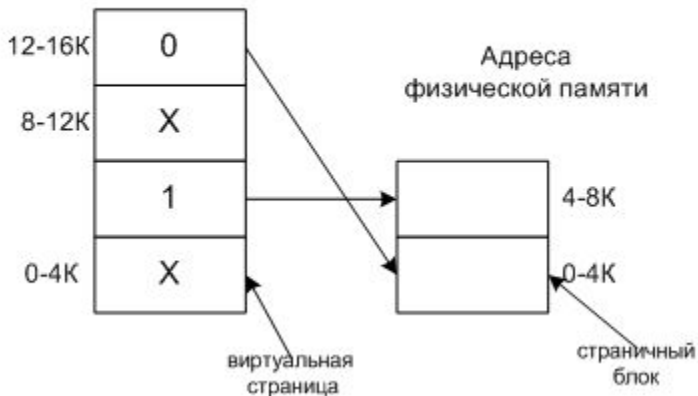 12-16К
0
Адреса
физической памяти
8-12К
X
1
4-8К
0-4К
X
0-4К
виртуальная
страница
страничный
блок